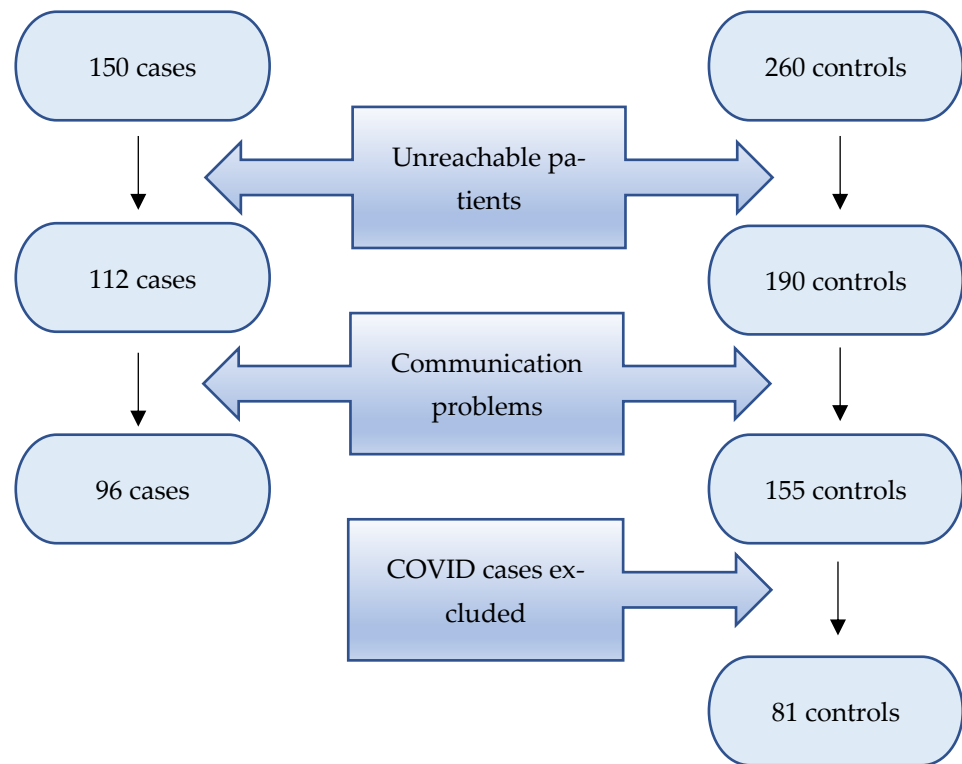 150 cases
260 controls
Unreachable pa-
tients
112 cases
190 controls
Communication
problems
96 cases
155 controls
COVID cases ex-
cluded
81 controls